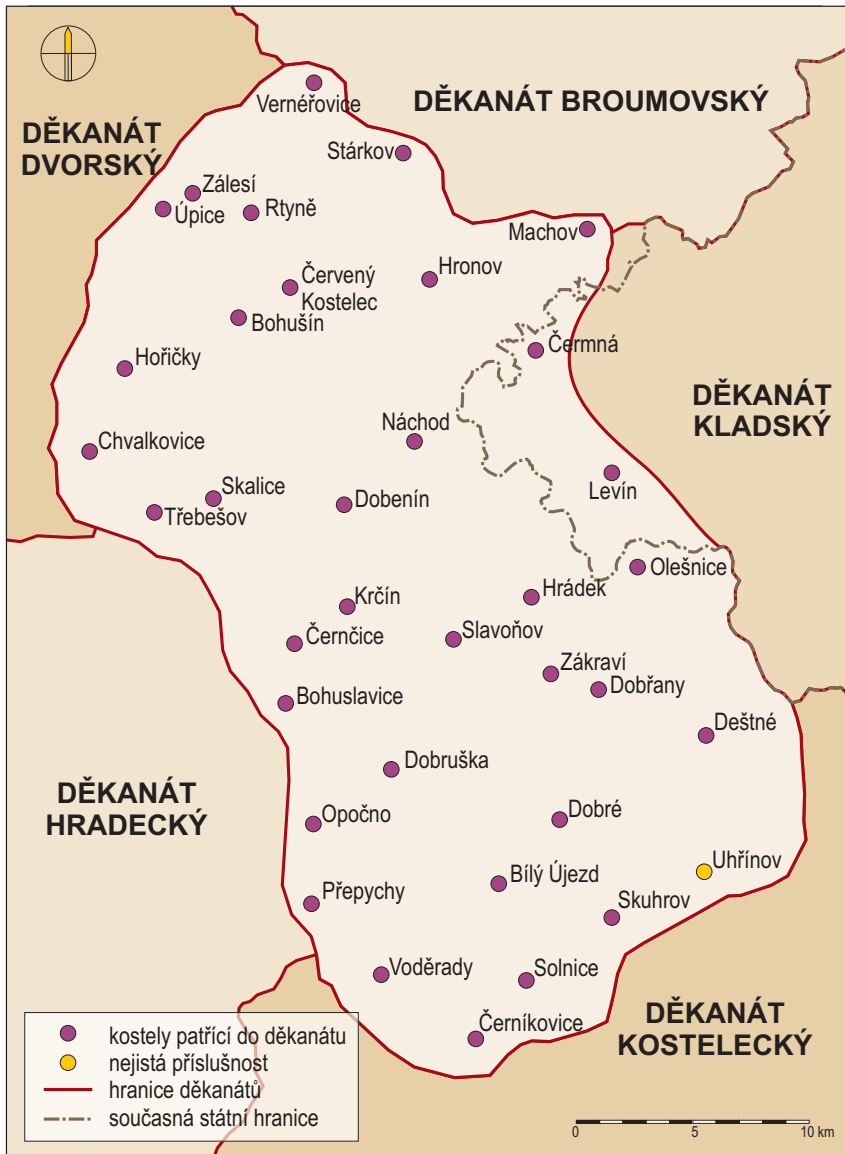 Vernéřovice
DĚKANÁT BROUMOVSKÝ
DĚKANÁT
DVORSKÝ
Stárkov
Zálesí
Úpice
Rtyně
Machov
Hronov
Červený
Kostelec
Bohušín
Čermná
Hořičky
DĚKANÁT
KLADSKÝ
Náchod
Chvalkovice
Levín
Skalice
Třebešov
Dobenín
Olešnice
Hrádek
Krčín
Černčice
Slavoňov
Zákraví
Dobřany
Bohuslavice
Deštné
Dobruška
DĚKANÁT
HRADECKÝ
Opočno
Dobré
Uhřínov
Bílý Újezd
Přepychy
Skuhrov
Voděrady
Solnice
DĚKANÁT
KOSTELECKÝ
Černíkovice
kostely patřící do děkanátu
nejistá příslušnost
hranice děkanátů
současná státní hranice
0 5 10 km